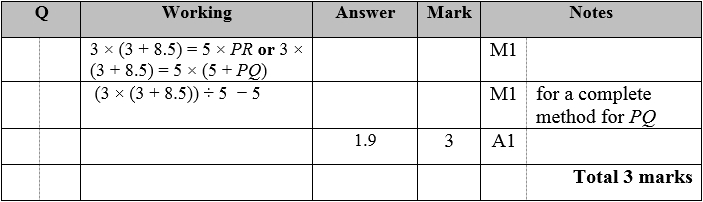 Q Working Answer Mark Notes
3 × (3 + 8.5) = 5 × PR or 3 × M1
(3 + 8.5) = 5 × (5 + PQ)
(3 × (3 + 8.5)) ÷ 5 − 5 M1 for a complete
method for PQ
1.9 3 A1
Total 3 marks